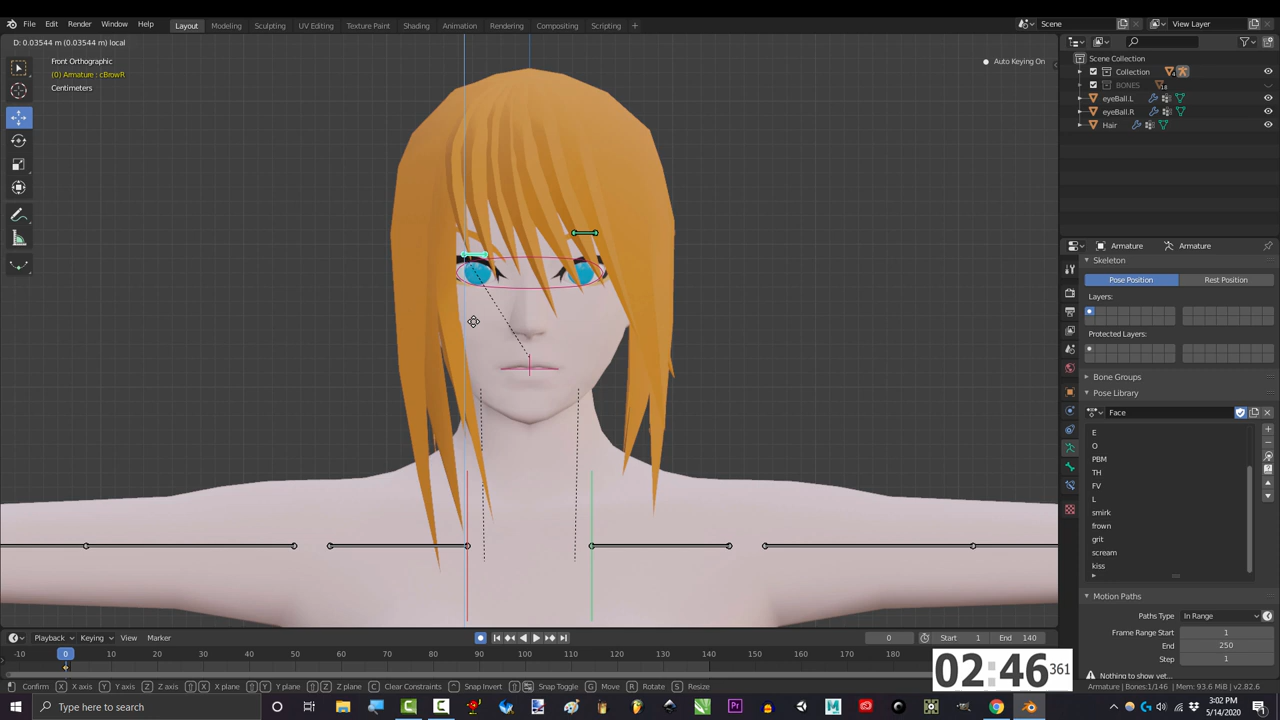 File Edit Render Window Help Layout Modeling Sculpting UV Editing Texture Paint Shading Animation Rendering Compositing Scripting + Scene View Layer
D: 0.03544 m (0.03544 m) local
Front Orthographic
(0) Armature : cBrowR
Centimeters
Auto Keying On
Scene Collection
Collection
BONES
eyeBall.L
eyeBall.R
Hair
Armature Armature
Skeleton
Pose Position Rest Position
Layers:
Protected Layers:
Bone Groups
Pose Library
Face
E
O
PBM
TH
FV
L
smirk
frown
grit
scream
kiss
Motion Paths
Paths Type In Range
Frame Range Start 1
End 250
Step 1
Nothing to show yet...
Playback Keying View Marker 0 Start 1 End 140
-10 0 10 20 30 40 50 60 70 80 90 100 110 120 130 140
02:46 361
Confirm X X axis Y Y axis Z Z axis X X plane Y Y plane Z Z plane C Clear Constraints Snap Invert Snap Toggle G Move R Rotate S Resize
Armature | Bones:1/146 | Mem: 93.6 MiB | v2.82.6
Type here to search
3:02 PM
5/14/2020